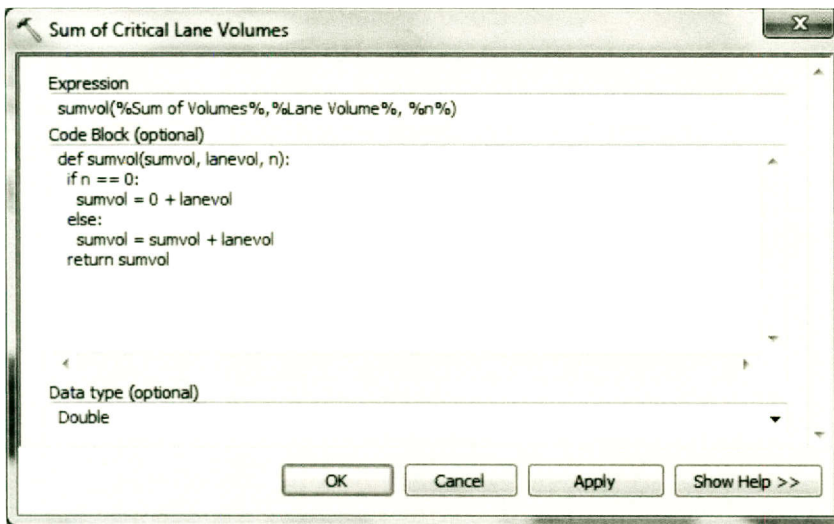 Sum of Critical Lane Volumes
Expression
sumvol(%Sum of Volumes%,%Lane Volume%, %n%)
Code Block (optional)
def sumvol(sumvol, lanevol, n):
if n == 0:
sumvol = 0 + lanevol
else:
sumvol = sumvol + lanevol
return sumvol
Data type (optional)
Double
OK Cancel Apply Show Help >>